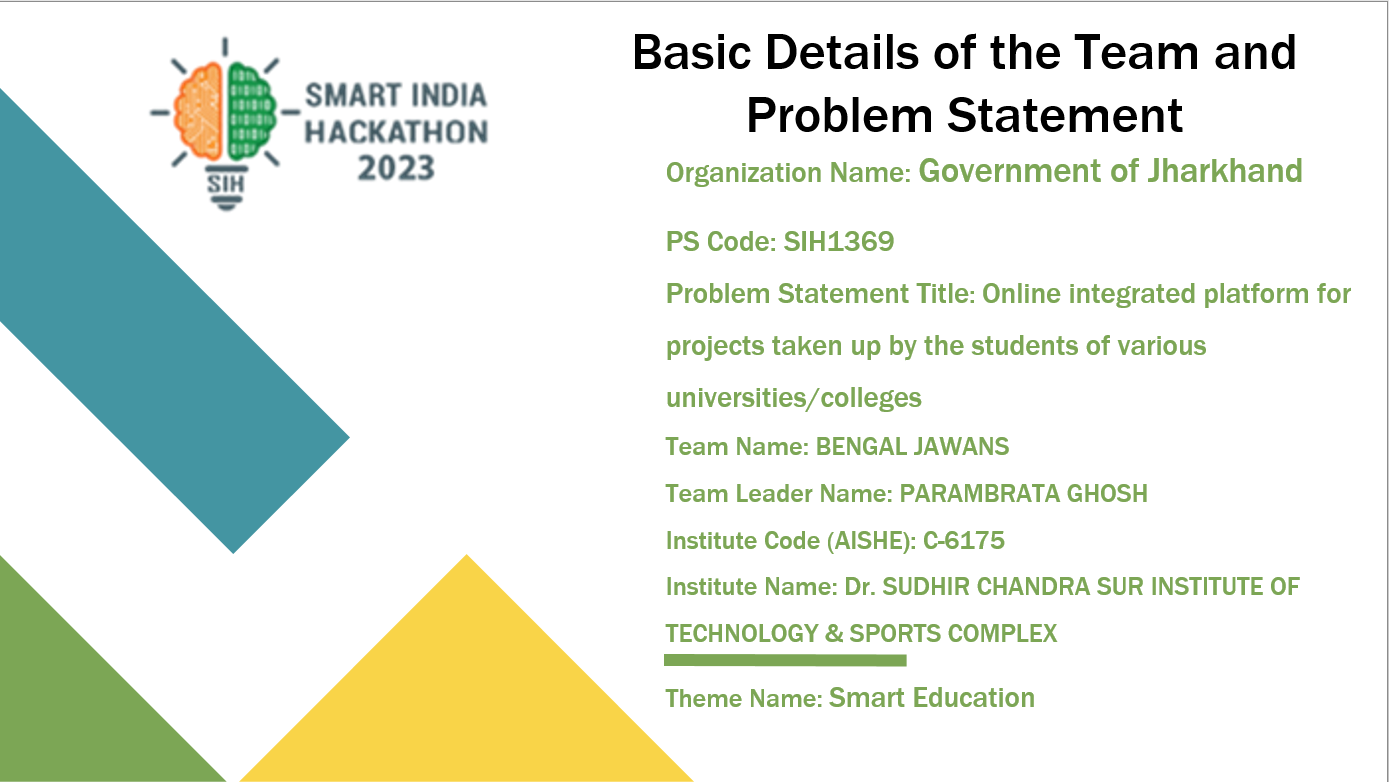 SMART INDIA
HACKATHON
2023
SIH
Basic Details of the Team and
Problem Statement
Organization Name: Government of Jharkhand
PS Code: SIH1369
Problem Statement Title: Online integrated platform for
projects taken up by the students of various
universities/colleges
Team Name: BENGAL JAWANS
Team Leader Name: PARAMBRATA GHOSH
Institute Code (AISHE): C-6175
Institute Name: Dr. SUDHIR CHANDRA SUR INSTITUTE OF
TECHNOLOGY & SPORTS COMPLEX
Theme Name: Smart Education